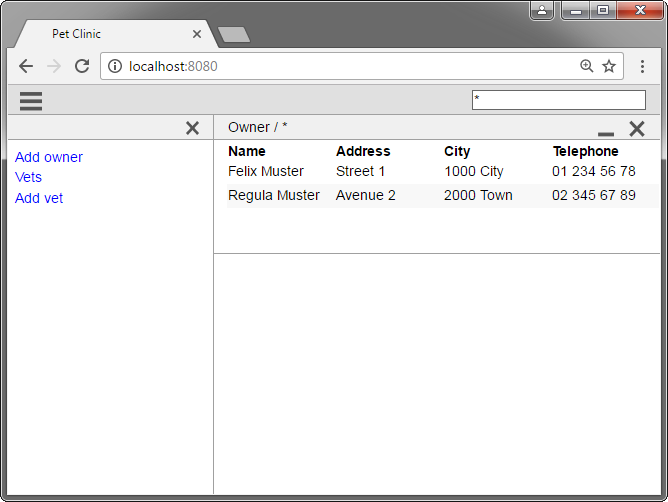 Pet Clinic
localhost:8080
*
Owner / *
Add owner
Vets
Add vet
Name Address City Telephone
Felix Muster Street 1 1000 City 01 234 56 78
Regula Muster Avenue 2 2000 Town 02 345 67 89